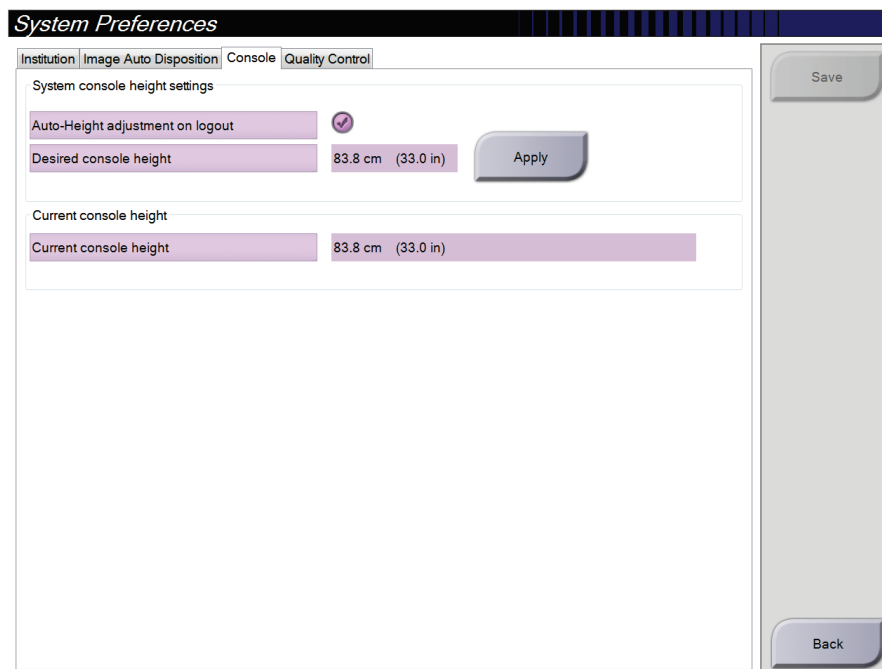 System Preferences
Institution Image Auto Disposition Console Quality Control
Save
System console height settings
Auto-Height adjustment on logout
Desired console height 83.8 cm (33.0 in) Apply
Current console height
Current console height 83.8 cm (33.0 in)
Back